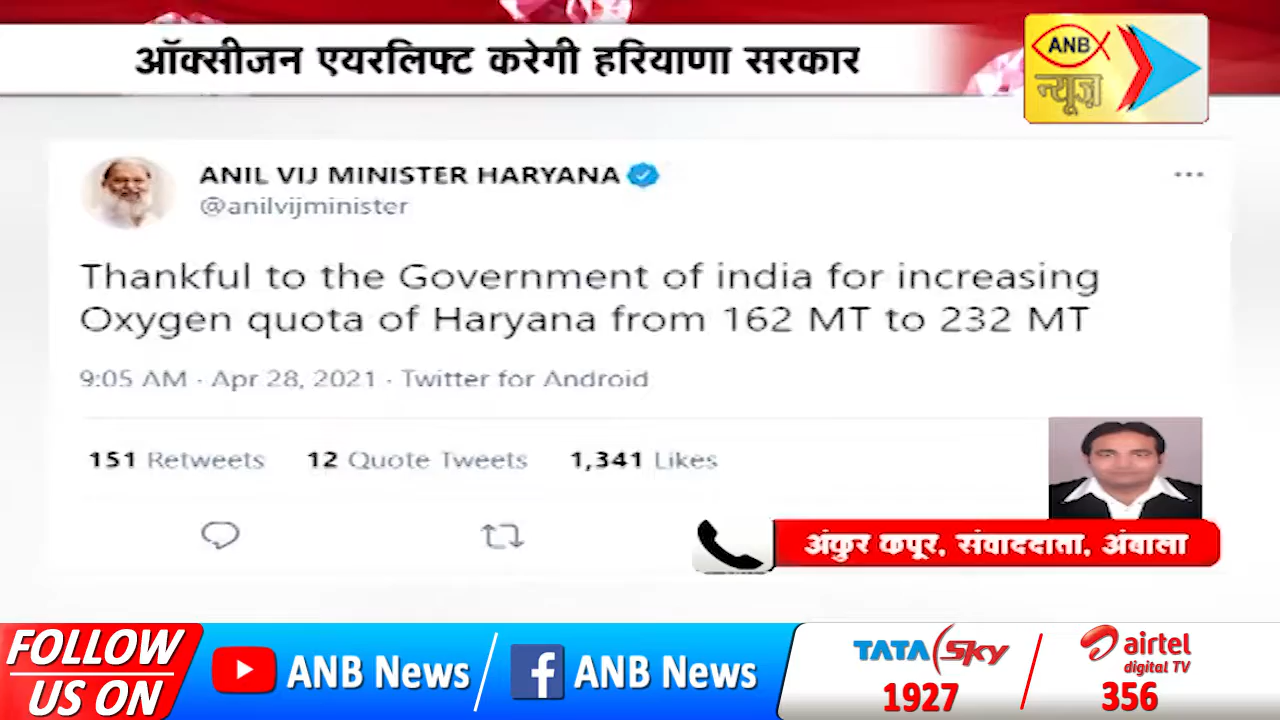 ऑक्सीजन एयरलिफ्ट करेगी हरियाणा सरकार
ANB
न्यूज़
ANIL VIJ MINISTER HARYANA
@anilvijminister
Thankful to the Government of india for increasing
Oxygen quota of Haryana from 162 MT to 232 MT
9:05 AM · Apr 28, 2021 · Twitter for Android
151 Retweets 12 Quote Tweets 1,341 Likes
अंकुर कपूर, संवाददाता, अंबाला
FOLLOW
US ON
ANB News
ANB News
TATA Sky
1927
airtel
digital TV
356